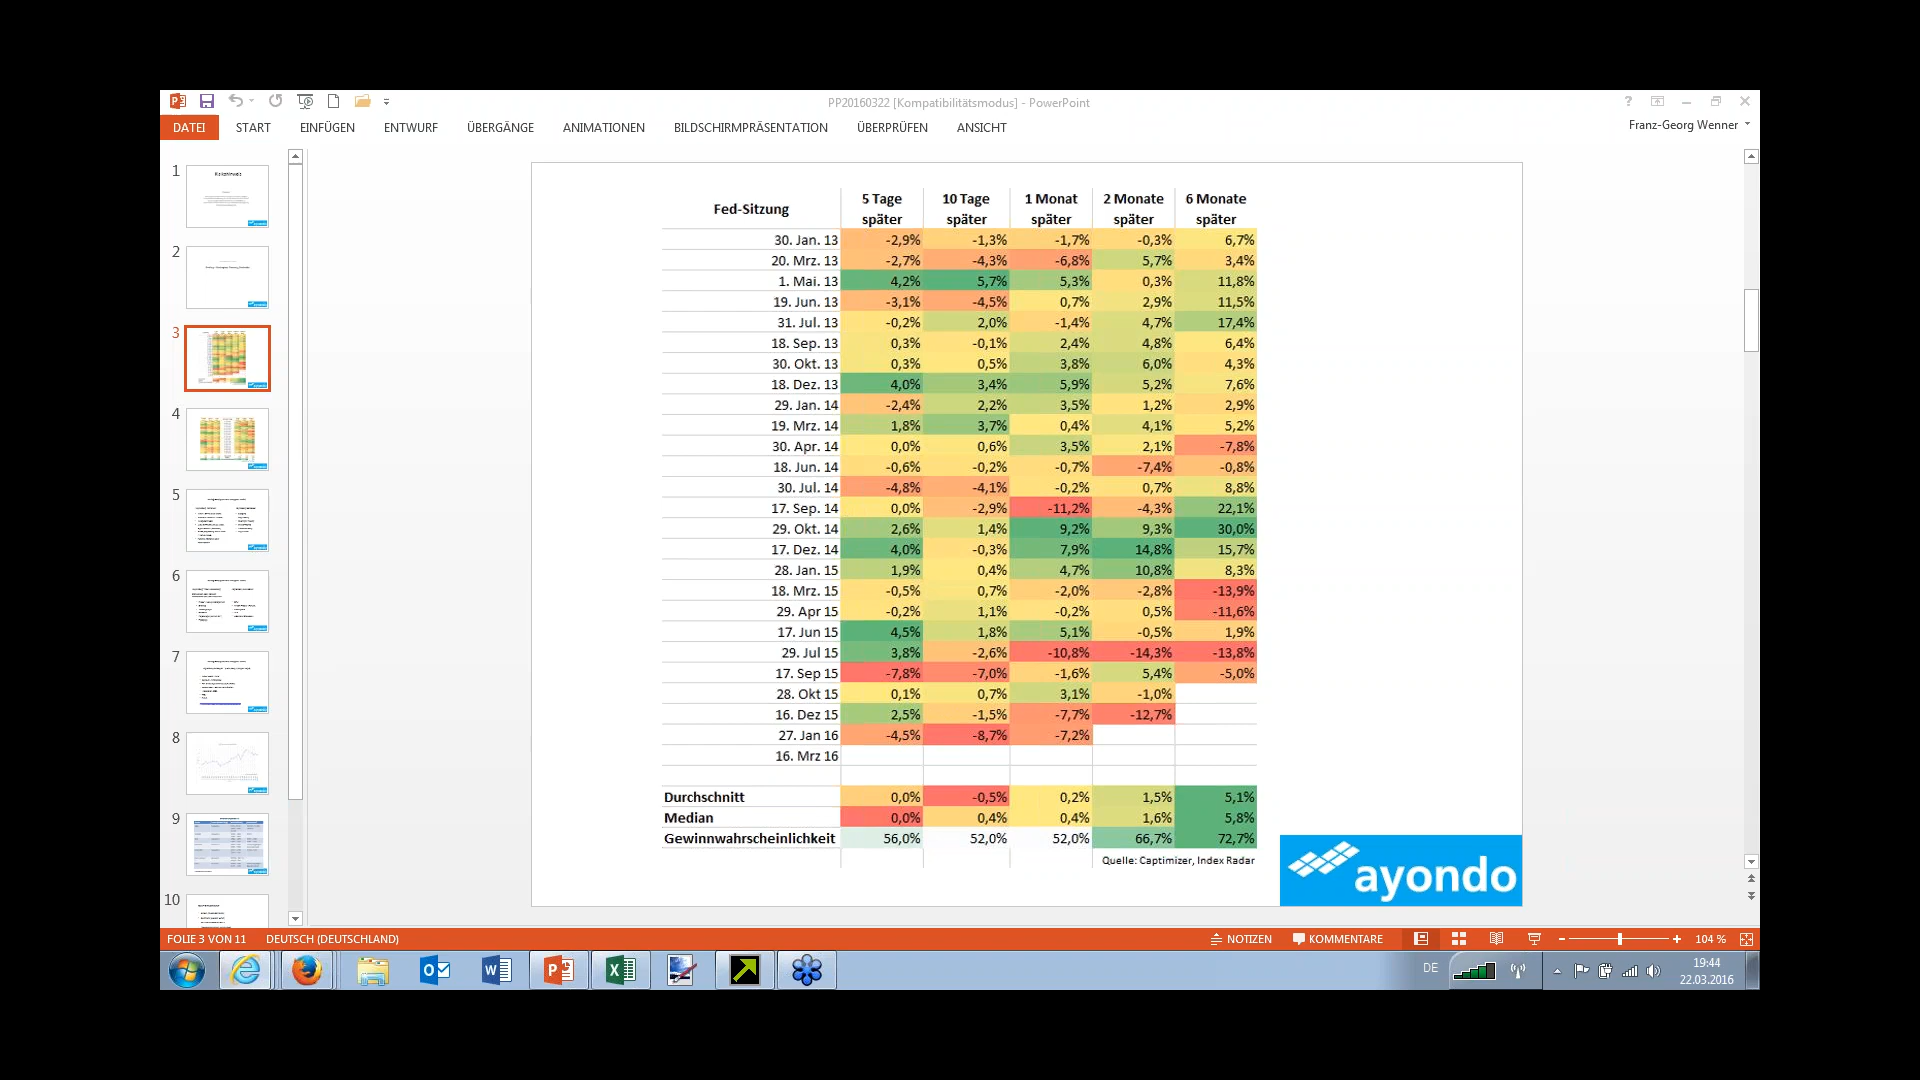 PP20160322 [Kompatibilitätsmodus] - PowerPoint
DATEI START EINFÜGEN ENTWURF ÜBERGÄNGE ANIMATIONEN BILDSCHIRMPRÄSENTATION ÜBERPRÜFEN ANSICHT
Franz-Georg Wenner
1
2
3
4
5
6
7
8
9
10
Fed-Sitzung 5 Tage später 10 Tage später 1 Monat später 2 Monate später 6 Monate später
30. Jan. 13 -2,9% -1,3% -1,7% -0,3% 6,7%
20. Mrz. 13 -2,7% -4,3% -6,8% 5,7% 3,4%
1. Mai. 13 4,2% 5,7% 5,3% 0,3% 11,8%
19. Jun. 13 -3,1% -4,5% 0,7% 2,9% 11,5%
31. Jul. 13 -0,2% 2,0% -1,4% 4,7% 17,4%
18. Sep. 13 0,3% -0,1% 2,4% 4,8% 6,4%
30. Okt. 13 0,3% 0,5% 3,8% 6,0% 4,3%
18. Dez. 13 4,0% 3,4% 5,9% 5,2% 7,6%
29. Jan. 14 -2,4% 2,2% 3,5% 1,2% 2,9%
19. Mrz. 14 1,8% 3,7% 0,4% 4,1% 5,2%
30. Apr. 14 0,0% 0,6% 3,5% 2,1% -7,8%
18. Jun. 14 -0,6% -0,2% -0,7% -7,4% -0,8%
30. Jul. 14 -4,8% -4,1% -0,2% 0,7% 8,8%
17. Sep. 14 0,0% -2,9% -11,2% -4,3% 22,1%
29. Okt. 14 2,6% 1,4% 9,2% 9,3% 30,0%
17. Dez. 14 4,0% -0,3% 7,9% 14,8% 15,7%
28. Jan. 15 1,9% 0,4% 4,7% 10,8% 8,3%
18. Mrz. 15 -0,5% 0,7% -2,0% -2,8% -13,9%
29. Apr 15 -0,2% 1,1% -0,2% 0,5% -11,6%
17. Jun 15 4,5% 1,8% 5,1% -0,5% 1,9%
29. Jul 15 3,8% -2,6% -10,8% -14,3% -13,8%
17. Sep 15 -7,8% -7,0% -1,6% 5,4% -5,0%
28. Okt 15 0,1% 0,7% 3,1% -1,0%
16. Dez 15 2,5% -1,5% -7,7% -12,7%
27. Jan 16 -4,5% -8,7% -7,2%
16. Mrz 16
Durchschnitt 0,0% -0,5% 0,2% 1,5% 5,1%
Median 0,0% 0,4% 0,4% 1,6% 5,8%
Gewinnwahrscheinlichkeit 56,0% 52,0% 52,0% 66,7% 72,7%
Quelle: Captimizer, Index Radar
ayondo
FOLIE 3 VON 11 DEUTSCH (DEUTSCHLAND) NOTIZEN KOMMENTARE 104 %
DE 19:44
22.03.2016